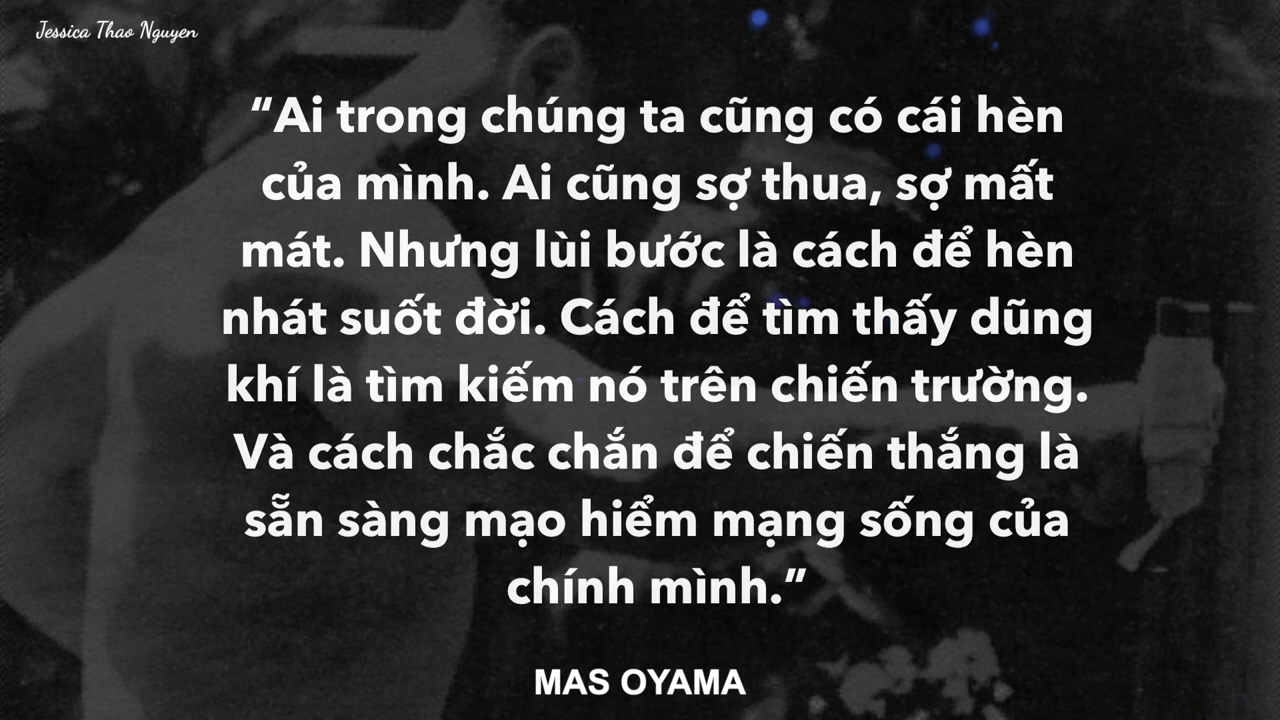 Jessica Thao Nguyen
“Ai trong chúng ta cũng có cái hèn
của mình. Ai cũng sợ thua, sợ mất
mát. Nhưng lùi bước là cách để hèn
nhát suốt đời. Cách để tìm thấy dũng
khí là tìm kiếm nó trên chiến trường.
Và cách chắc chắn để chiến thắng là
sẵn sàng mạo hiểm mạng sống của
chính mình.”
MAS OYAMA